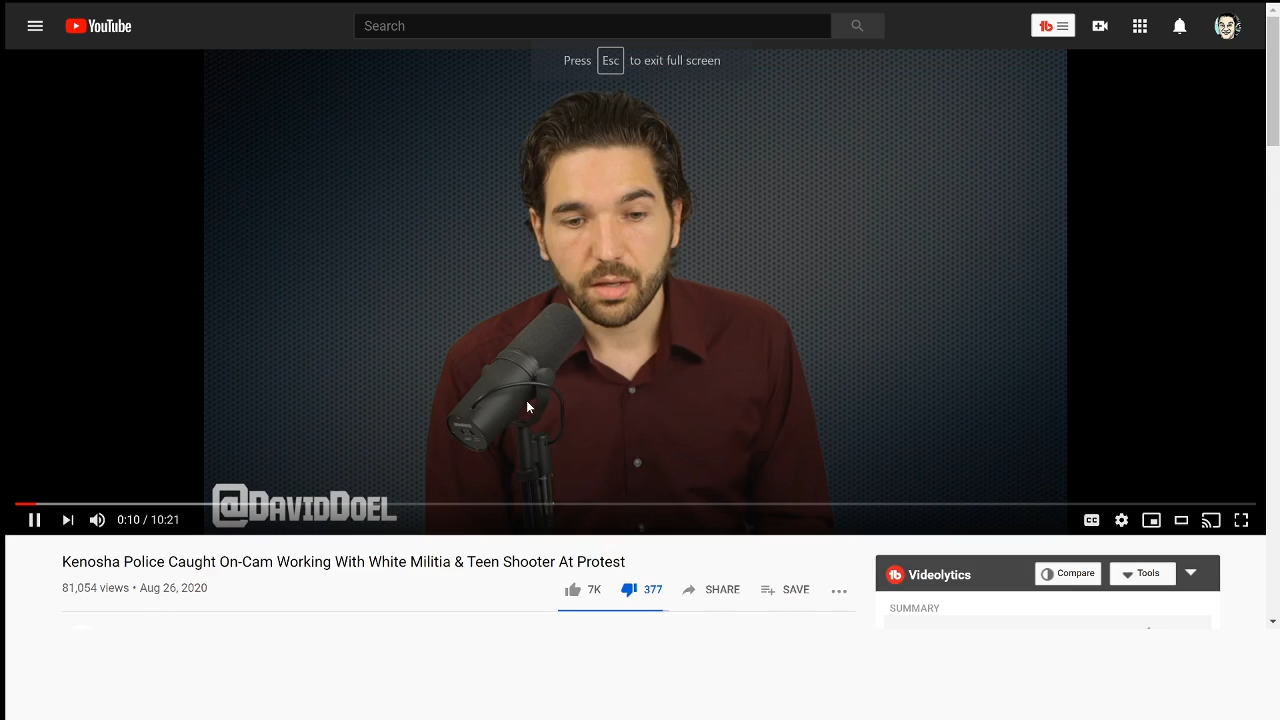 YouTube
Search
Press Esc to exit full screen
@DAVIDDOEL
0:10 / 10:21
CC
Kenosha Police Caught On-Cam Working With White Militia & Teen Shooter At Protest
81,054 views • Aug 26, 2020
7K
377
SHARE
SAVE
tb Videolytics
Compare
Tools
SUMMARY